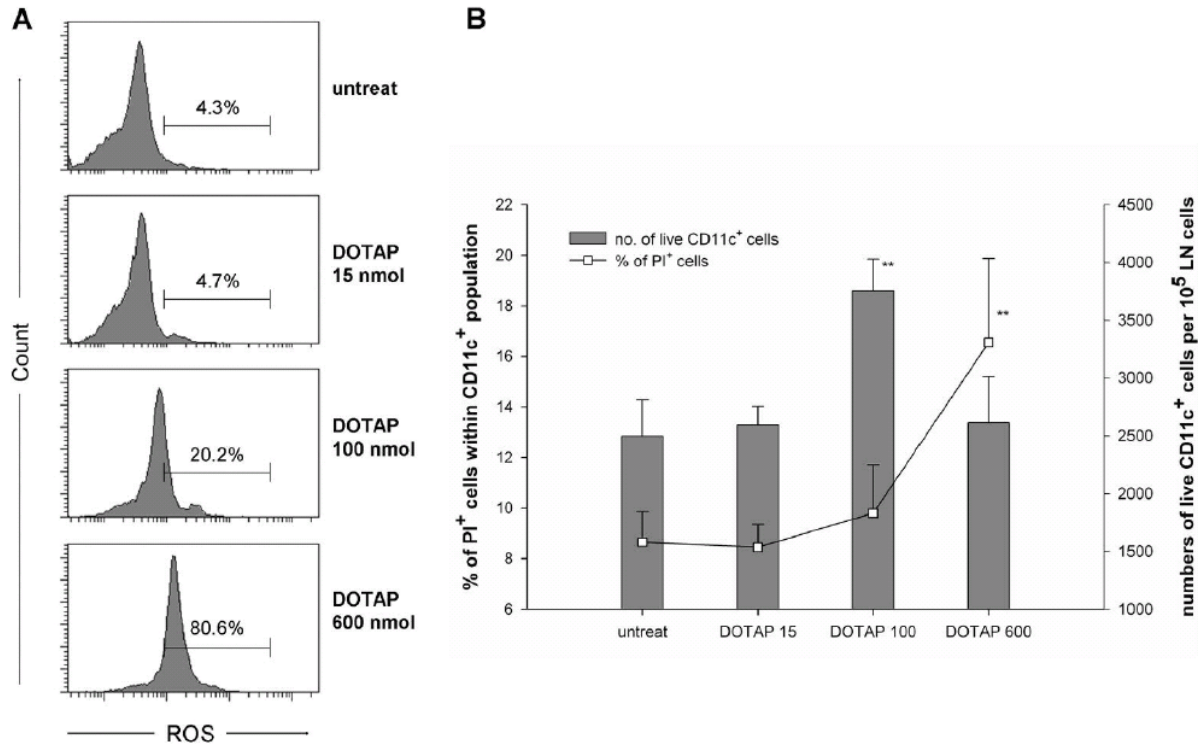 A
B
4.3%
untreat
4.7%
DOTAP
15 nmol
20.2%
DOTAP
100 nmol
80.6%
DOTAP
600 nmol
Count
ROS
% of PI⁺ cells within CD11c⁺ population
22
20
18
16
14
12
10
8
6
no. of live CD11c⁺ cells
% of PI⁺ cells
**
**
4500
4000
3500
3000
2500
2000
1500
1000
numbers of live CD11c⁺ cells per 10⁵ LN cells
untreat
DOTAP 15
DOTAP 100
DOTAP 600